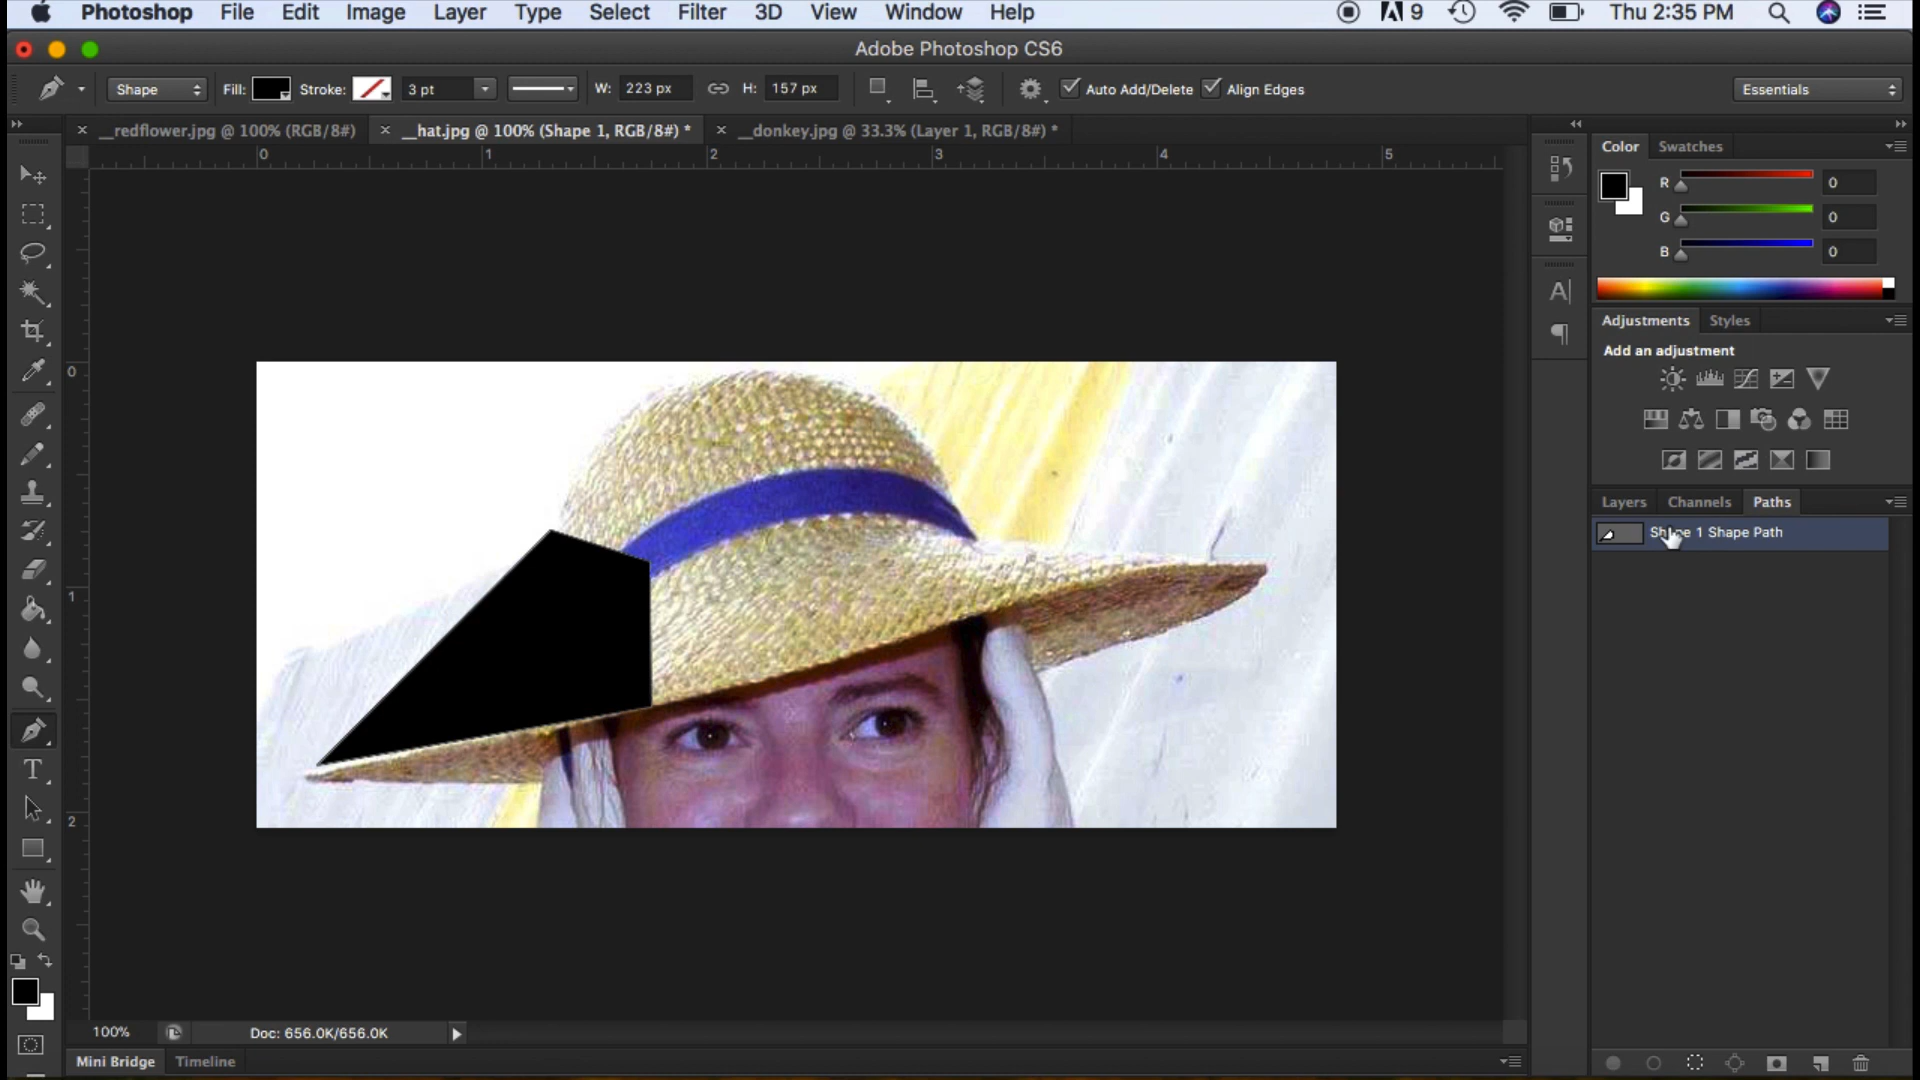 Photoshop File Edit Image Layer Type Select Filter 3D View Window Help 9 Thu 2:35 PM
Adobe Photoshop CS6
Shape Fill: Stroke: 3 pt W: 223 px H: 157 px Auto Add/Delete Align Edges Essentials
__redflower.jpg @ 100% (RGB/8#) __hat.jpg @ 100% (Shape 1, RGB/8#) * __donkey.jpg @ 33.3% (Layer 1, RGB/8#) *
0 1 2 3 4 5
Color Swatches
R 0
G 0
B 0
Adjustments Styles
Add an adjustment
Layers Channels Paths
1 Shape Path
0
1
2
T
A
100% Doc: 656.0K/656.0K
Mini Bridge Timeline